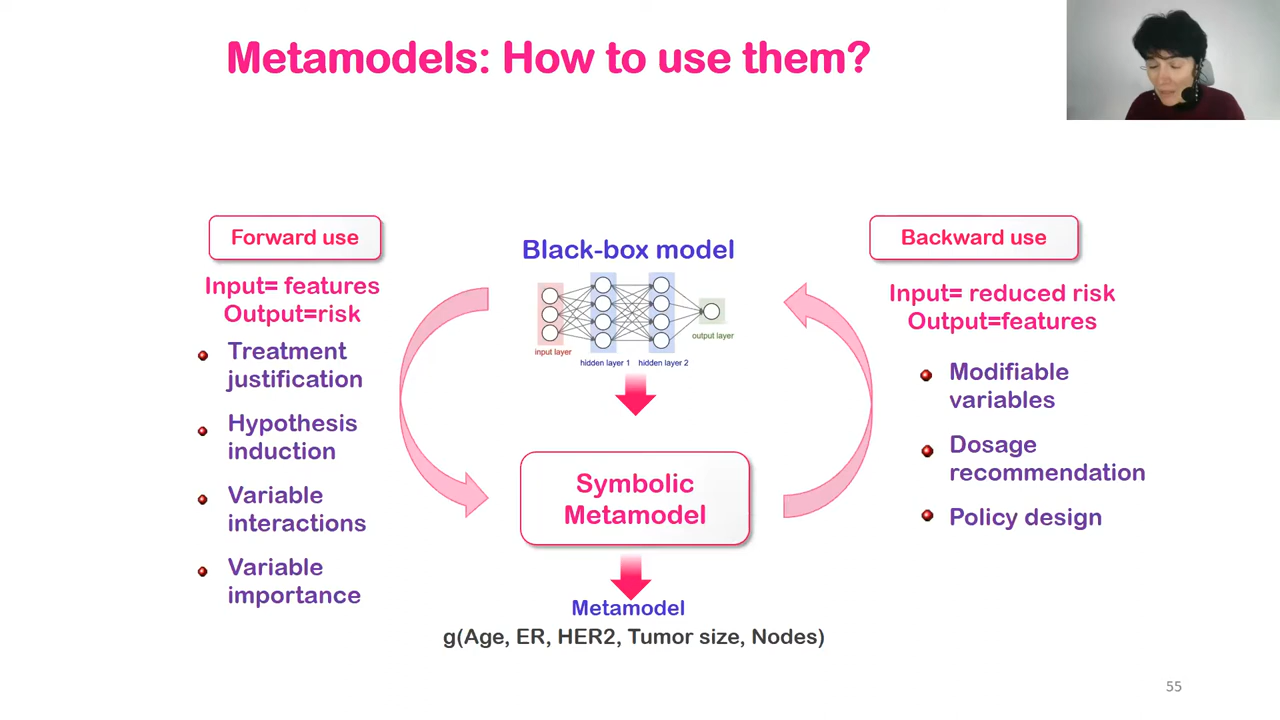 Metamodels: How to use them?
Forward use
Input= features
Output=risk
Treatment
justification
Hypothesis
induction
Variable
interactions
Variable
importance
Black-box model
input layer
hidden layer 1
hidden layer 2
output layer
Symbolic
Metamodel
Metamodel
g(Age, ER, HER2, Tumor size, Nodes)
Backward use
Input= reduced risk
Output=features
Modifiable
variables
Dosage
recommendation
Policy design
55